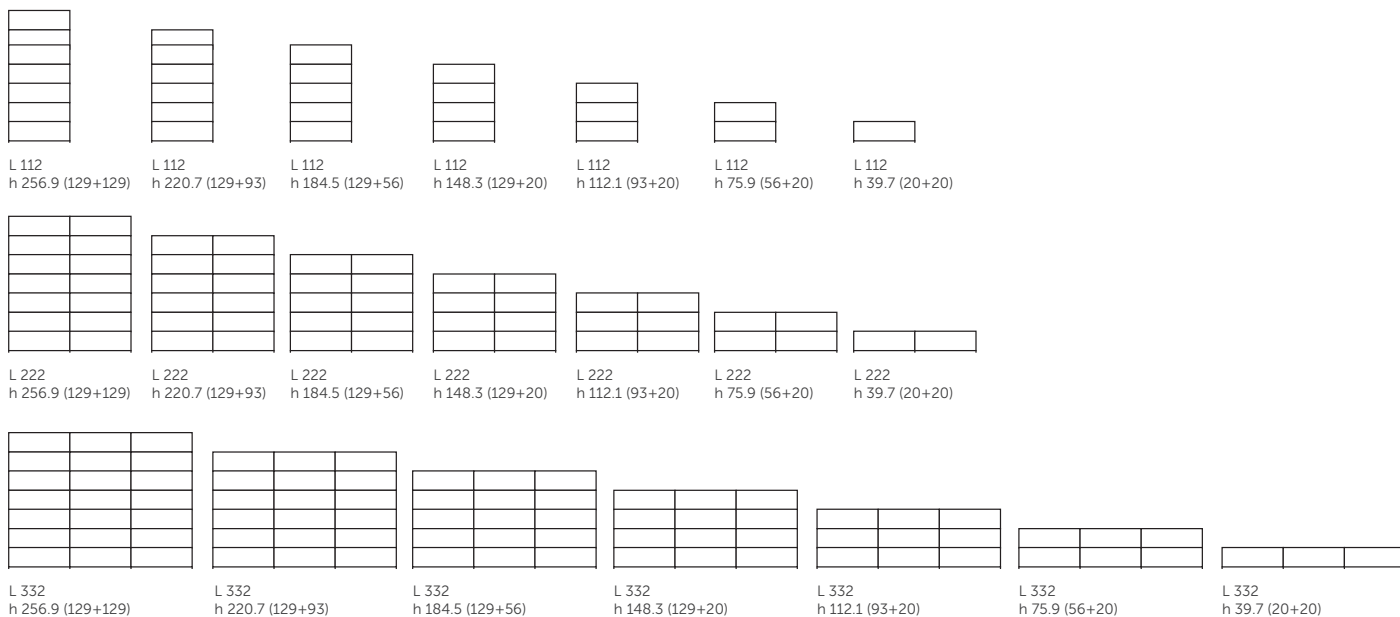 L 112
h 256.9 (129+129)
L 112
h 220.7 (129+93)
L 112
h 184.5 (129+56)
L 112
h 148.3 (129+20)
L 112
h 112.1 (93+20)
L 112
h 75.9 (56+20)
L 112
h 39.7 (20+20)
L 222
h 256.9 (129+129)
L 222
h 220.7 (129+93)
L 222
h 184.5 (129+56)
L 222
h 148.3 (129+20)
L 222
h 112.1 (93+20)
L 222
h 75.9 (56+20)
L 222
h 39.7 (20+20)
L 332
h 256.9 (129+129)
L 332
h 220.7 (129+93)
L 332
h 184.5 (129+56)
L 332
h 148.3 (129+20)
L 332
h 112.1 (93+20)
L 332
h 75.9 (56+20)
L 332
h 39.7 (20+20)